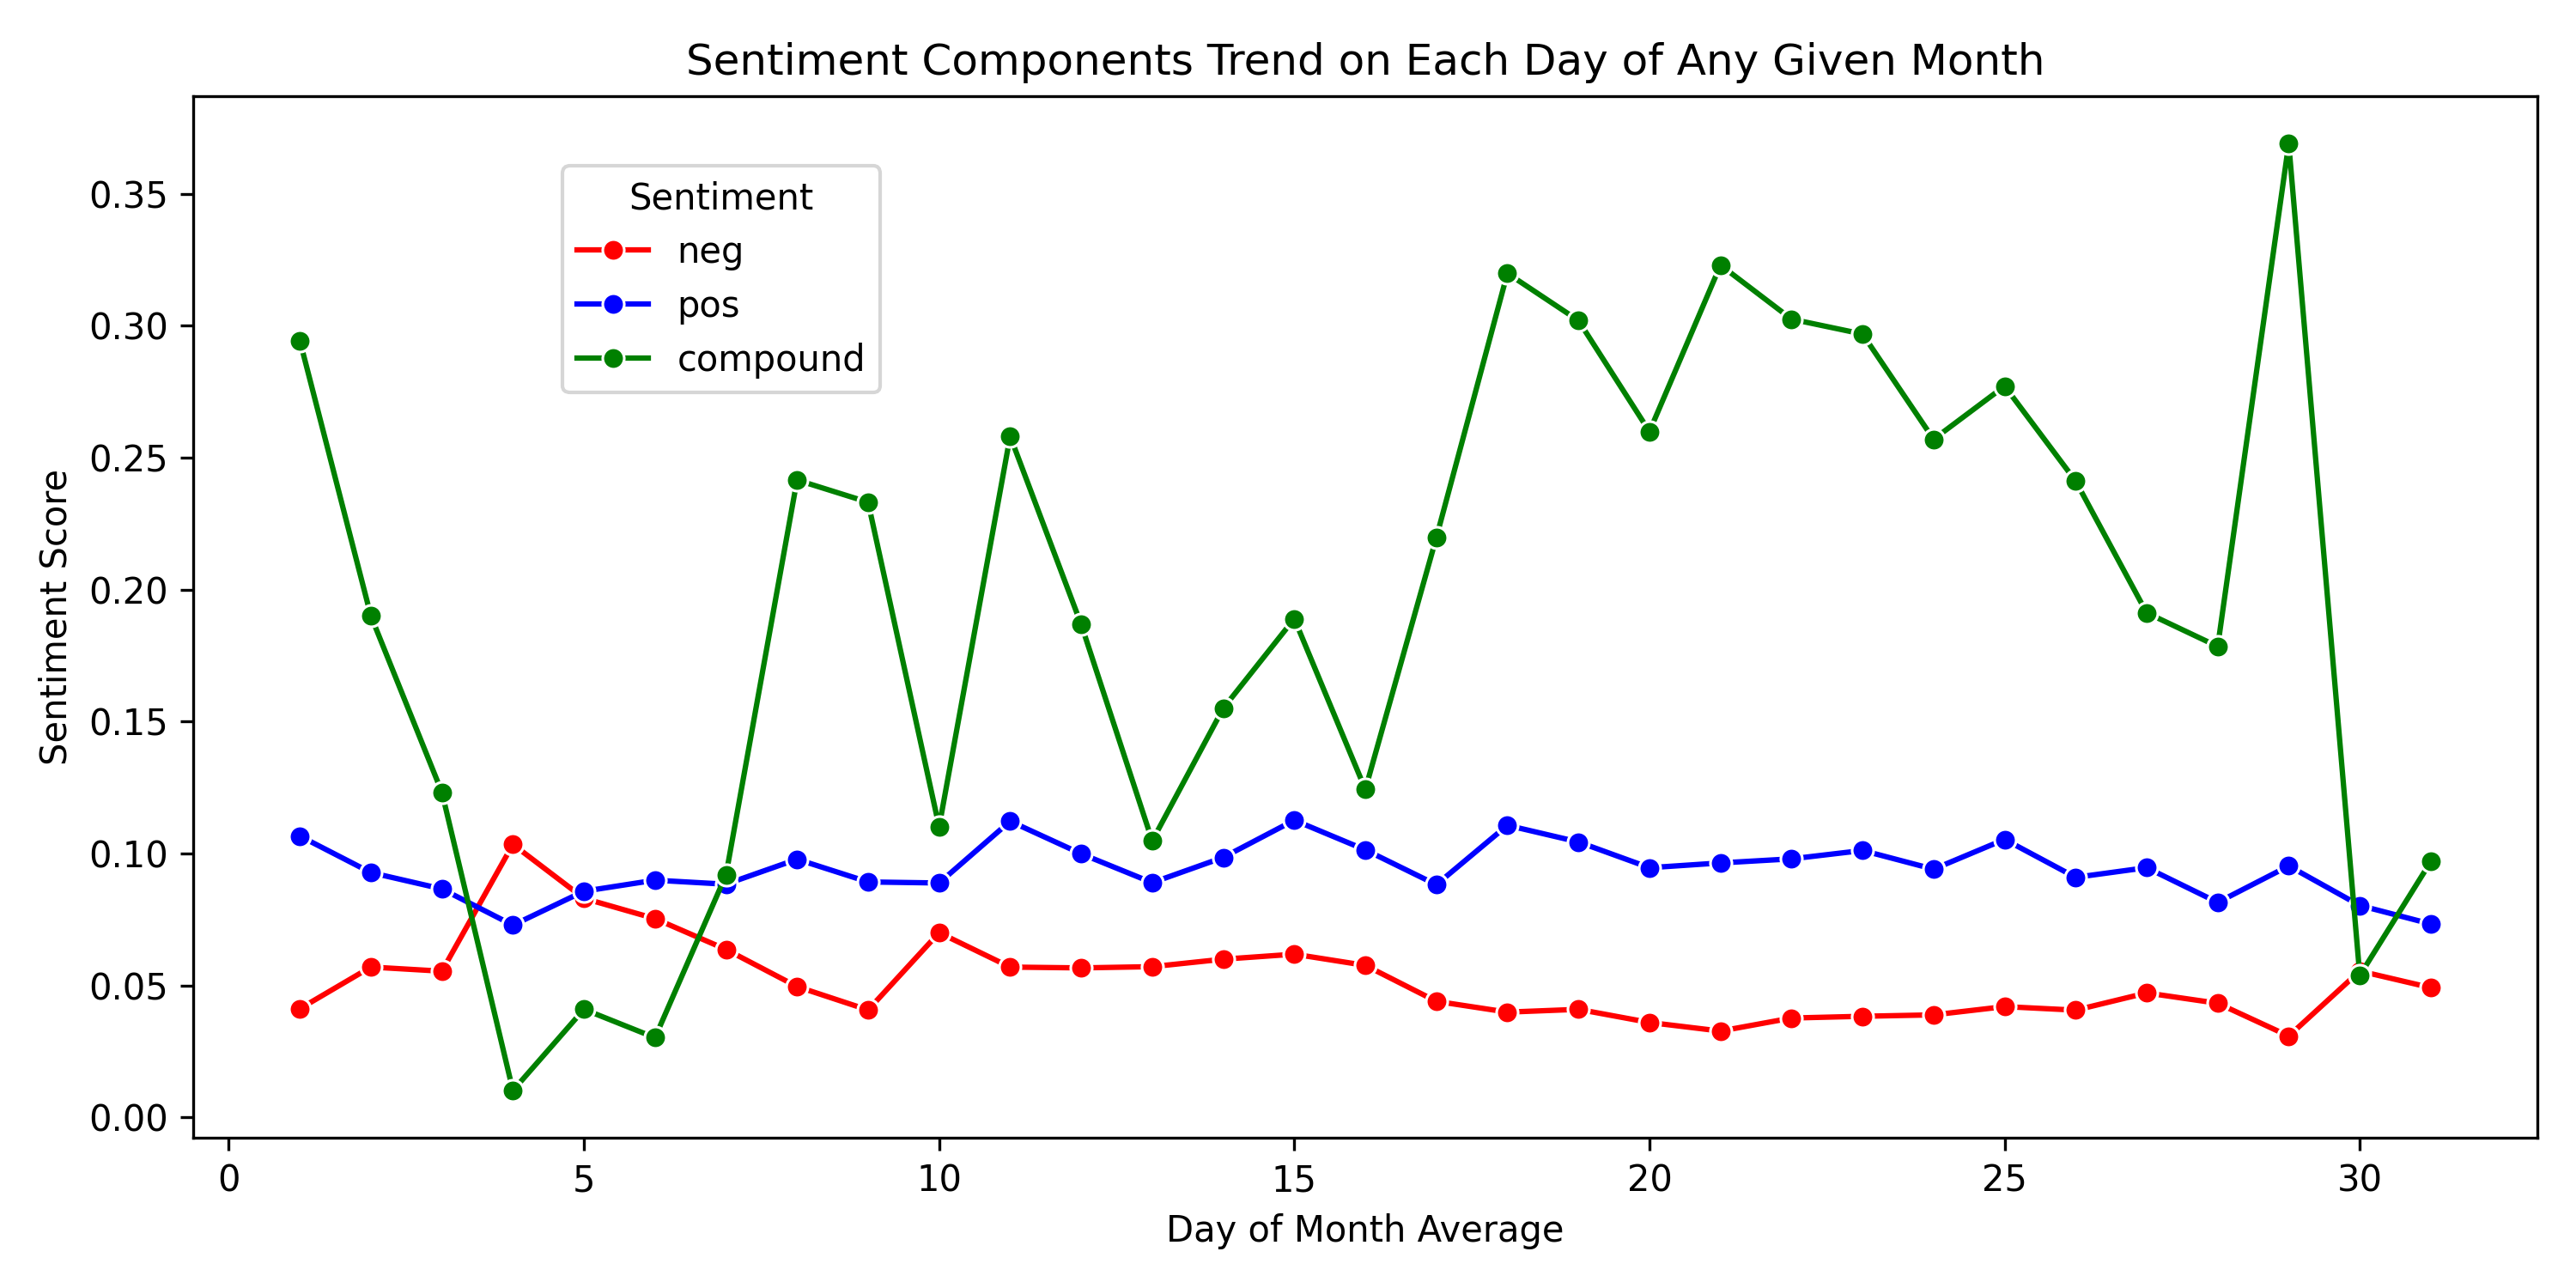 Sentiment Components Trend on Each Day of Any Given Month
Sentiment
neg
pos
compound
Sentiment Score
0.35
0.30
0.25
0.20
0.15
0.10
0.05
0.00
0 5 10 15 20 25 30
Day of Month Average